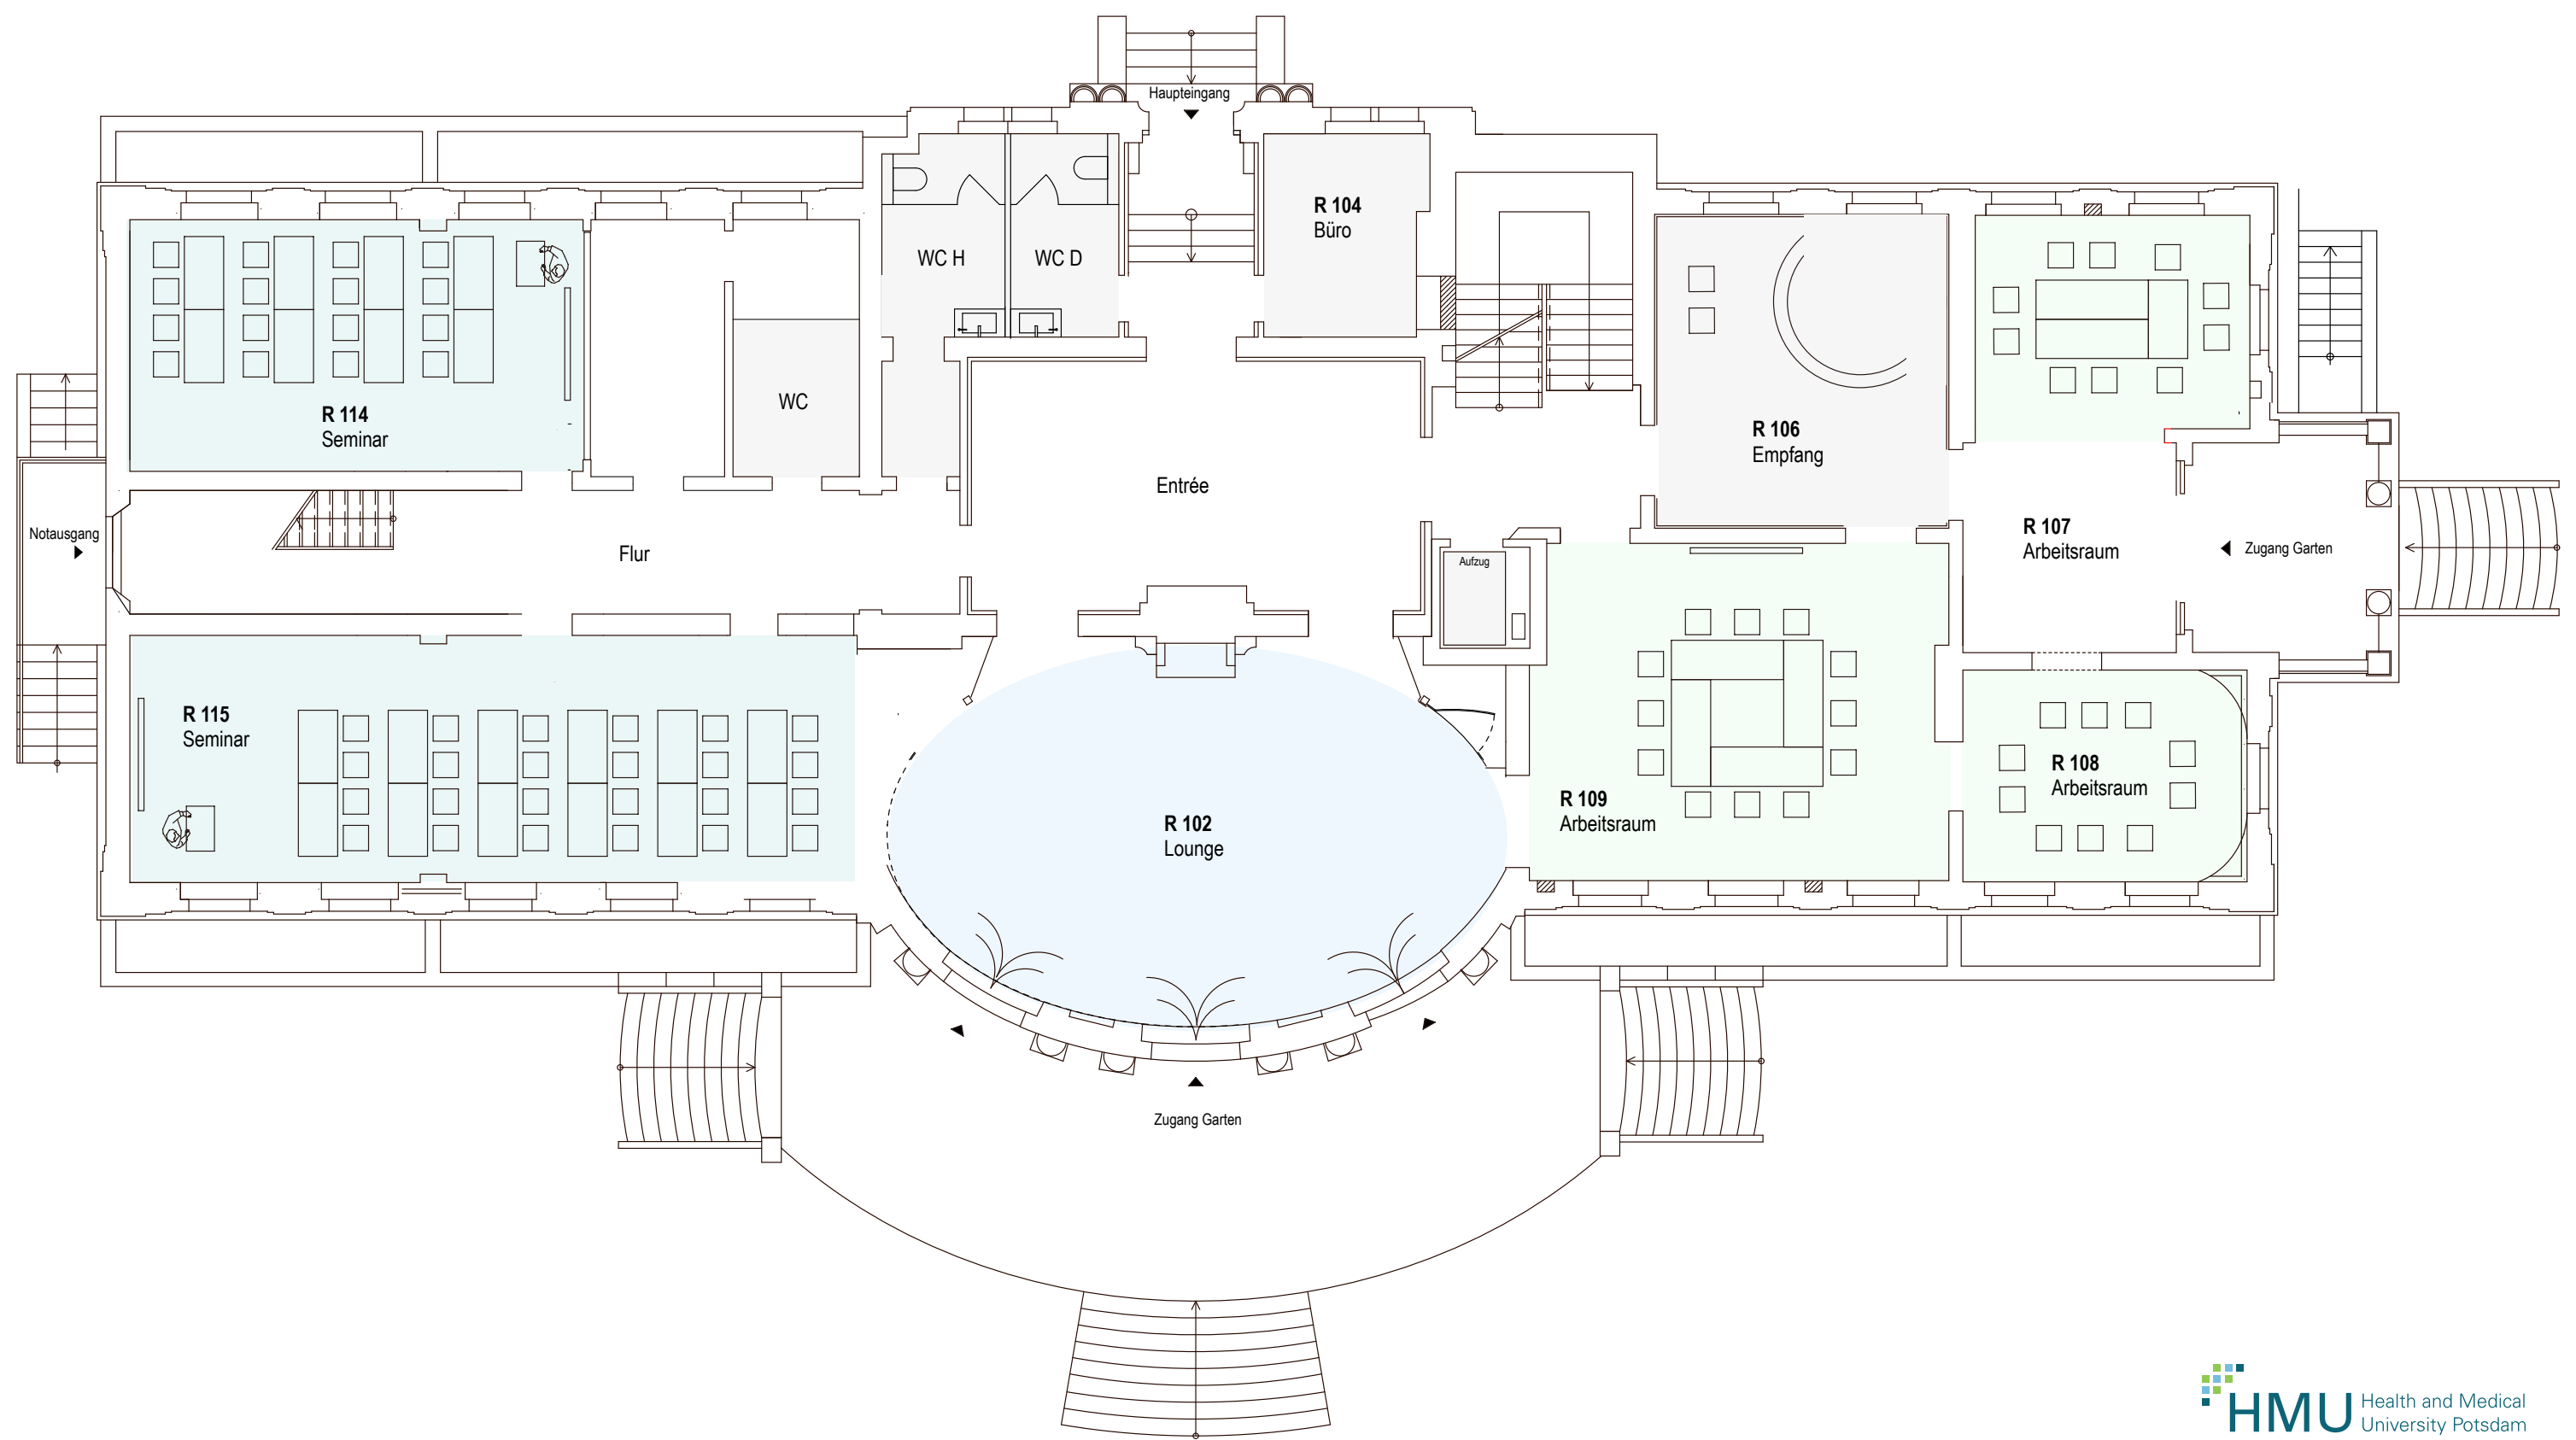 Haupteingang
R 104
Büro
WC H
WC D
WC
R 114
Seminar
R 106
Empfang
Entrée
Notausgang
Flur
Aufzug
R 107
Arbeitsraum
Zugang Garten
R 115
Seminar
R 102
Lounge
R 109
Arbeitsraum
R 108
Arbeitsraum
Zugang Garten
HMU
Health and Medical
University Potsdam